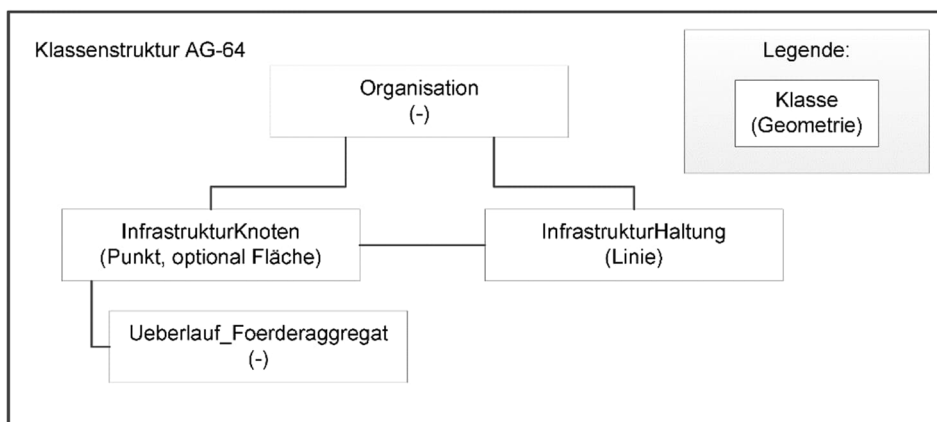 Klassenstruktur AG-64
Legende:
Klasse
(Geometrie)
Organisation
(-)
InfrastrukturKnoten
(Punkt, optional Fläche)
InfrastrukturHaltung
(Linie)
Ueberlauf_Foerderaggregat
(-)